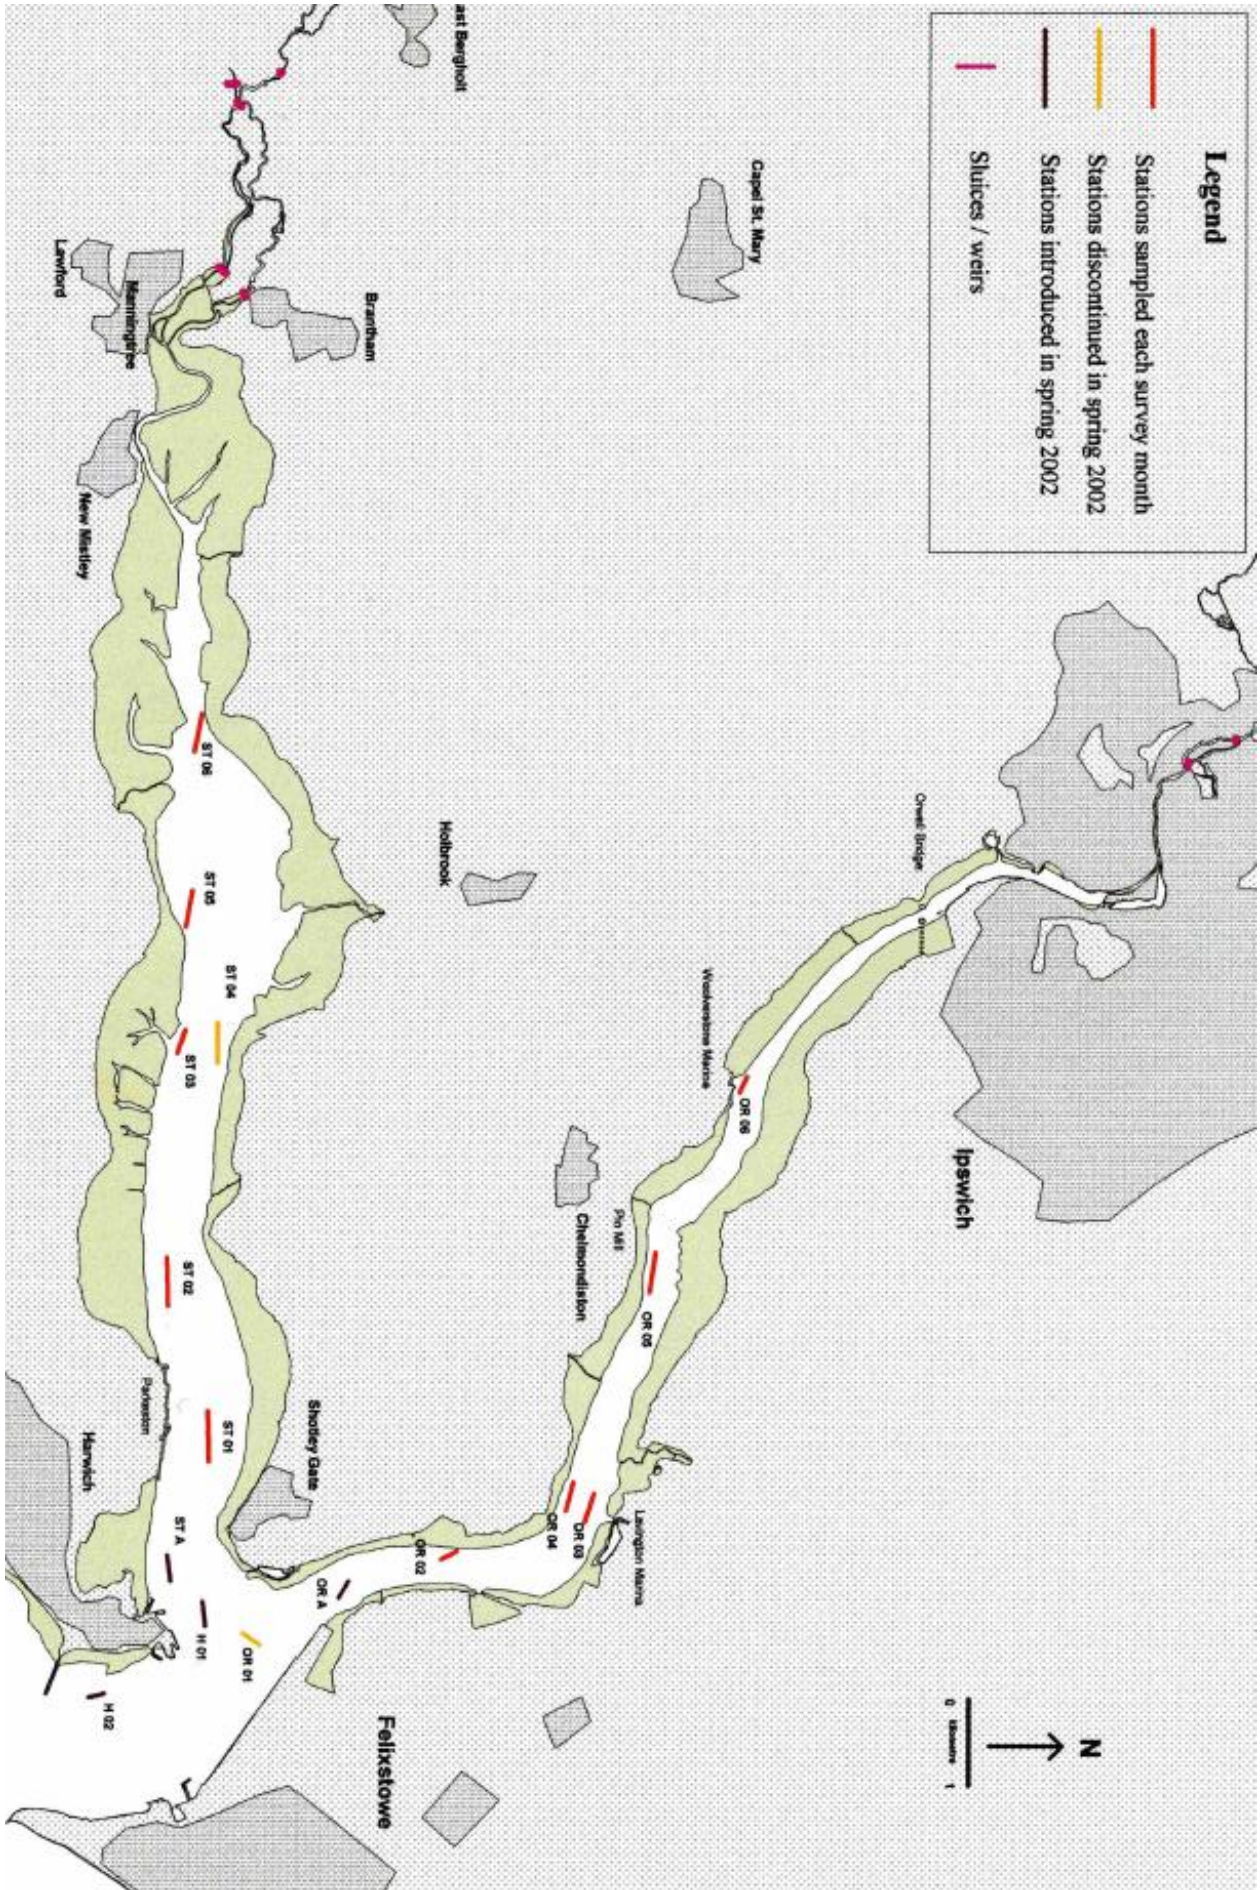 Legend
Stations sampled each survey month
Stations discontinued in spring 2002
Stations introduced in spring 2002
Sluices / weirs
ast Bergholt
Capel St. Mary
Lawford
Manningtree
Brantham
New Mistley
Holbrook
Orwell Bridge
Ipswich
Woolverstone Marina
Pin Mill
Chelmondiston
Levington Marina
Shotley Gate
Parkeston
Harwich
Felixstowe
ST 06
ST 05
ST 04
ST 03
ST 02
ST 01
ST A
H 01
H 02
OR 06
OR 05
OR 04
OR 03
OR 02
OR A
OR 01
N
0 kilometre 1